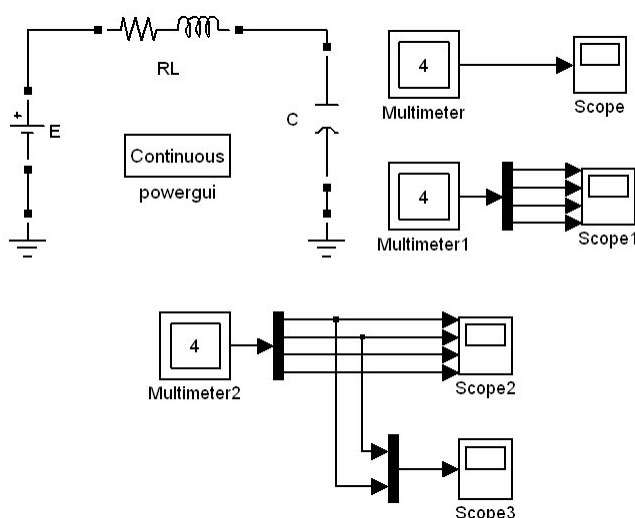 RL
4
Multimeter
Scope
+
E
C
Continuous
powergui
4
Multimeter1
Scope1
4
Multimeter2
Scope2
Scope3